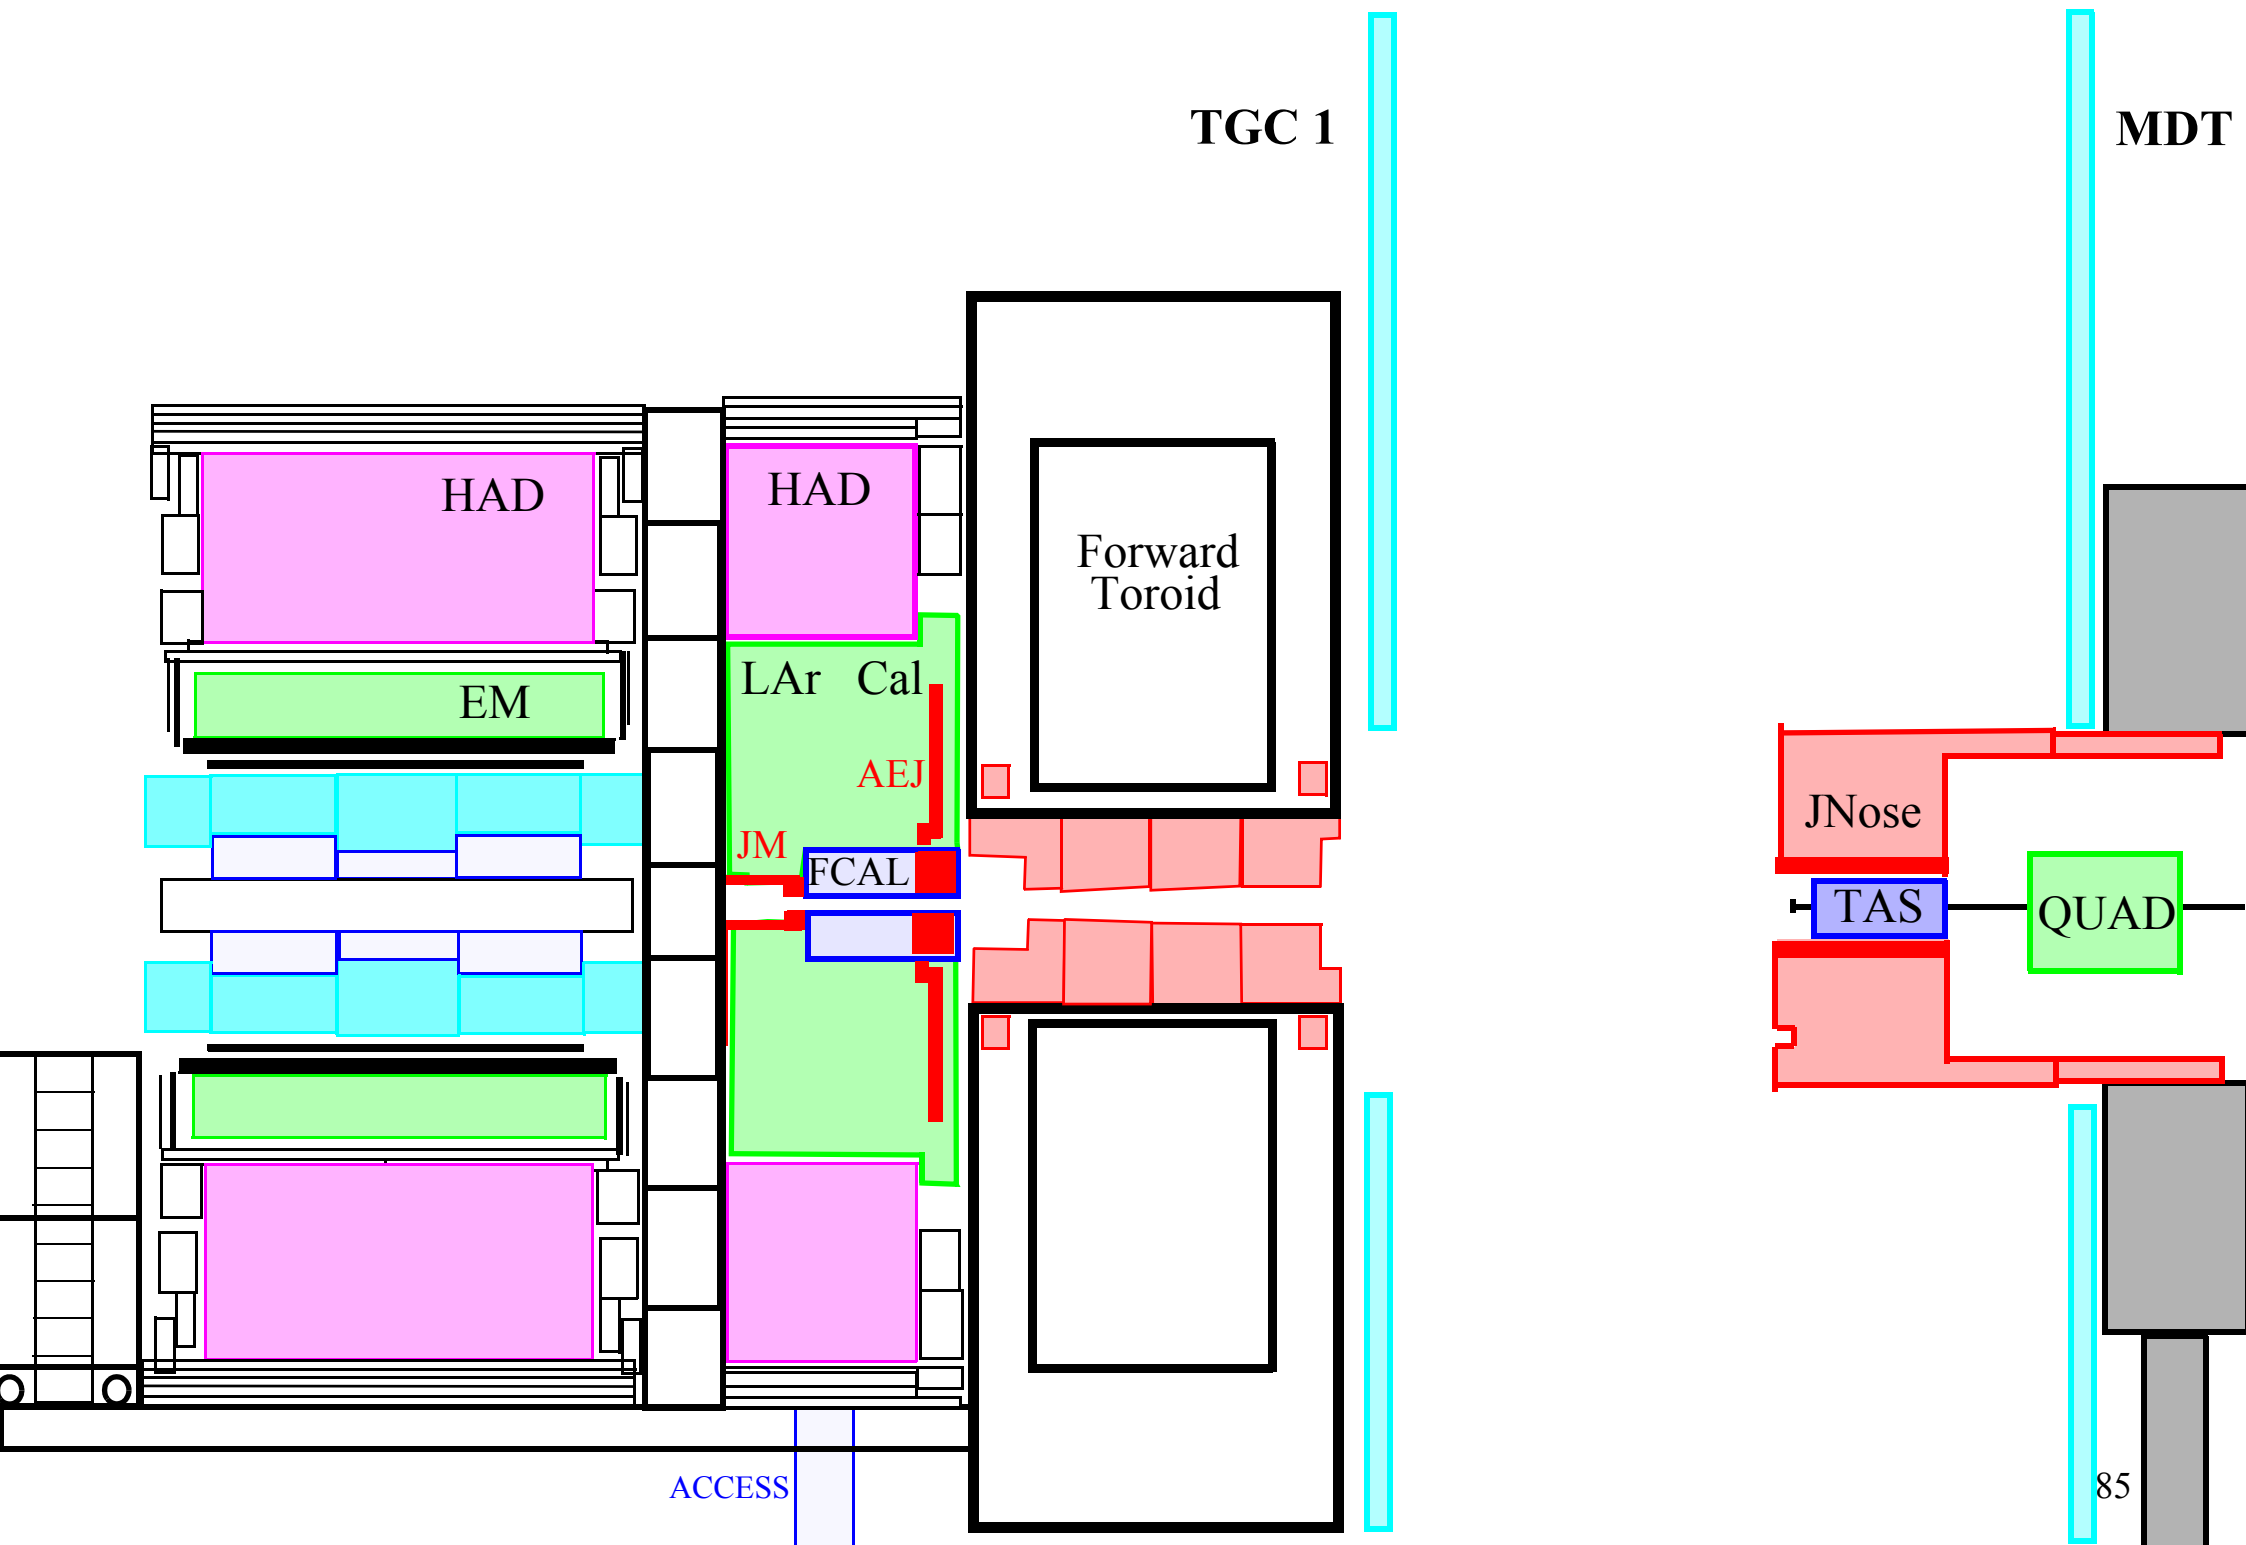 TGC 1
MDT
HAD
HAD
Forward
Toroid
LAr Cal
EM
AEJ
JM
FCAL
JNose
TAS
QUAD
ACCESS
85